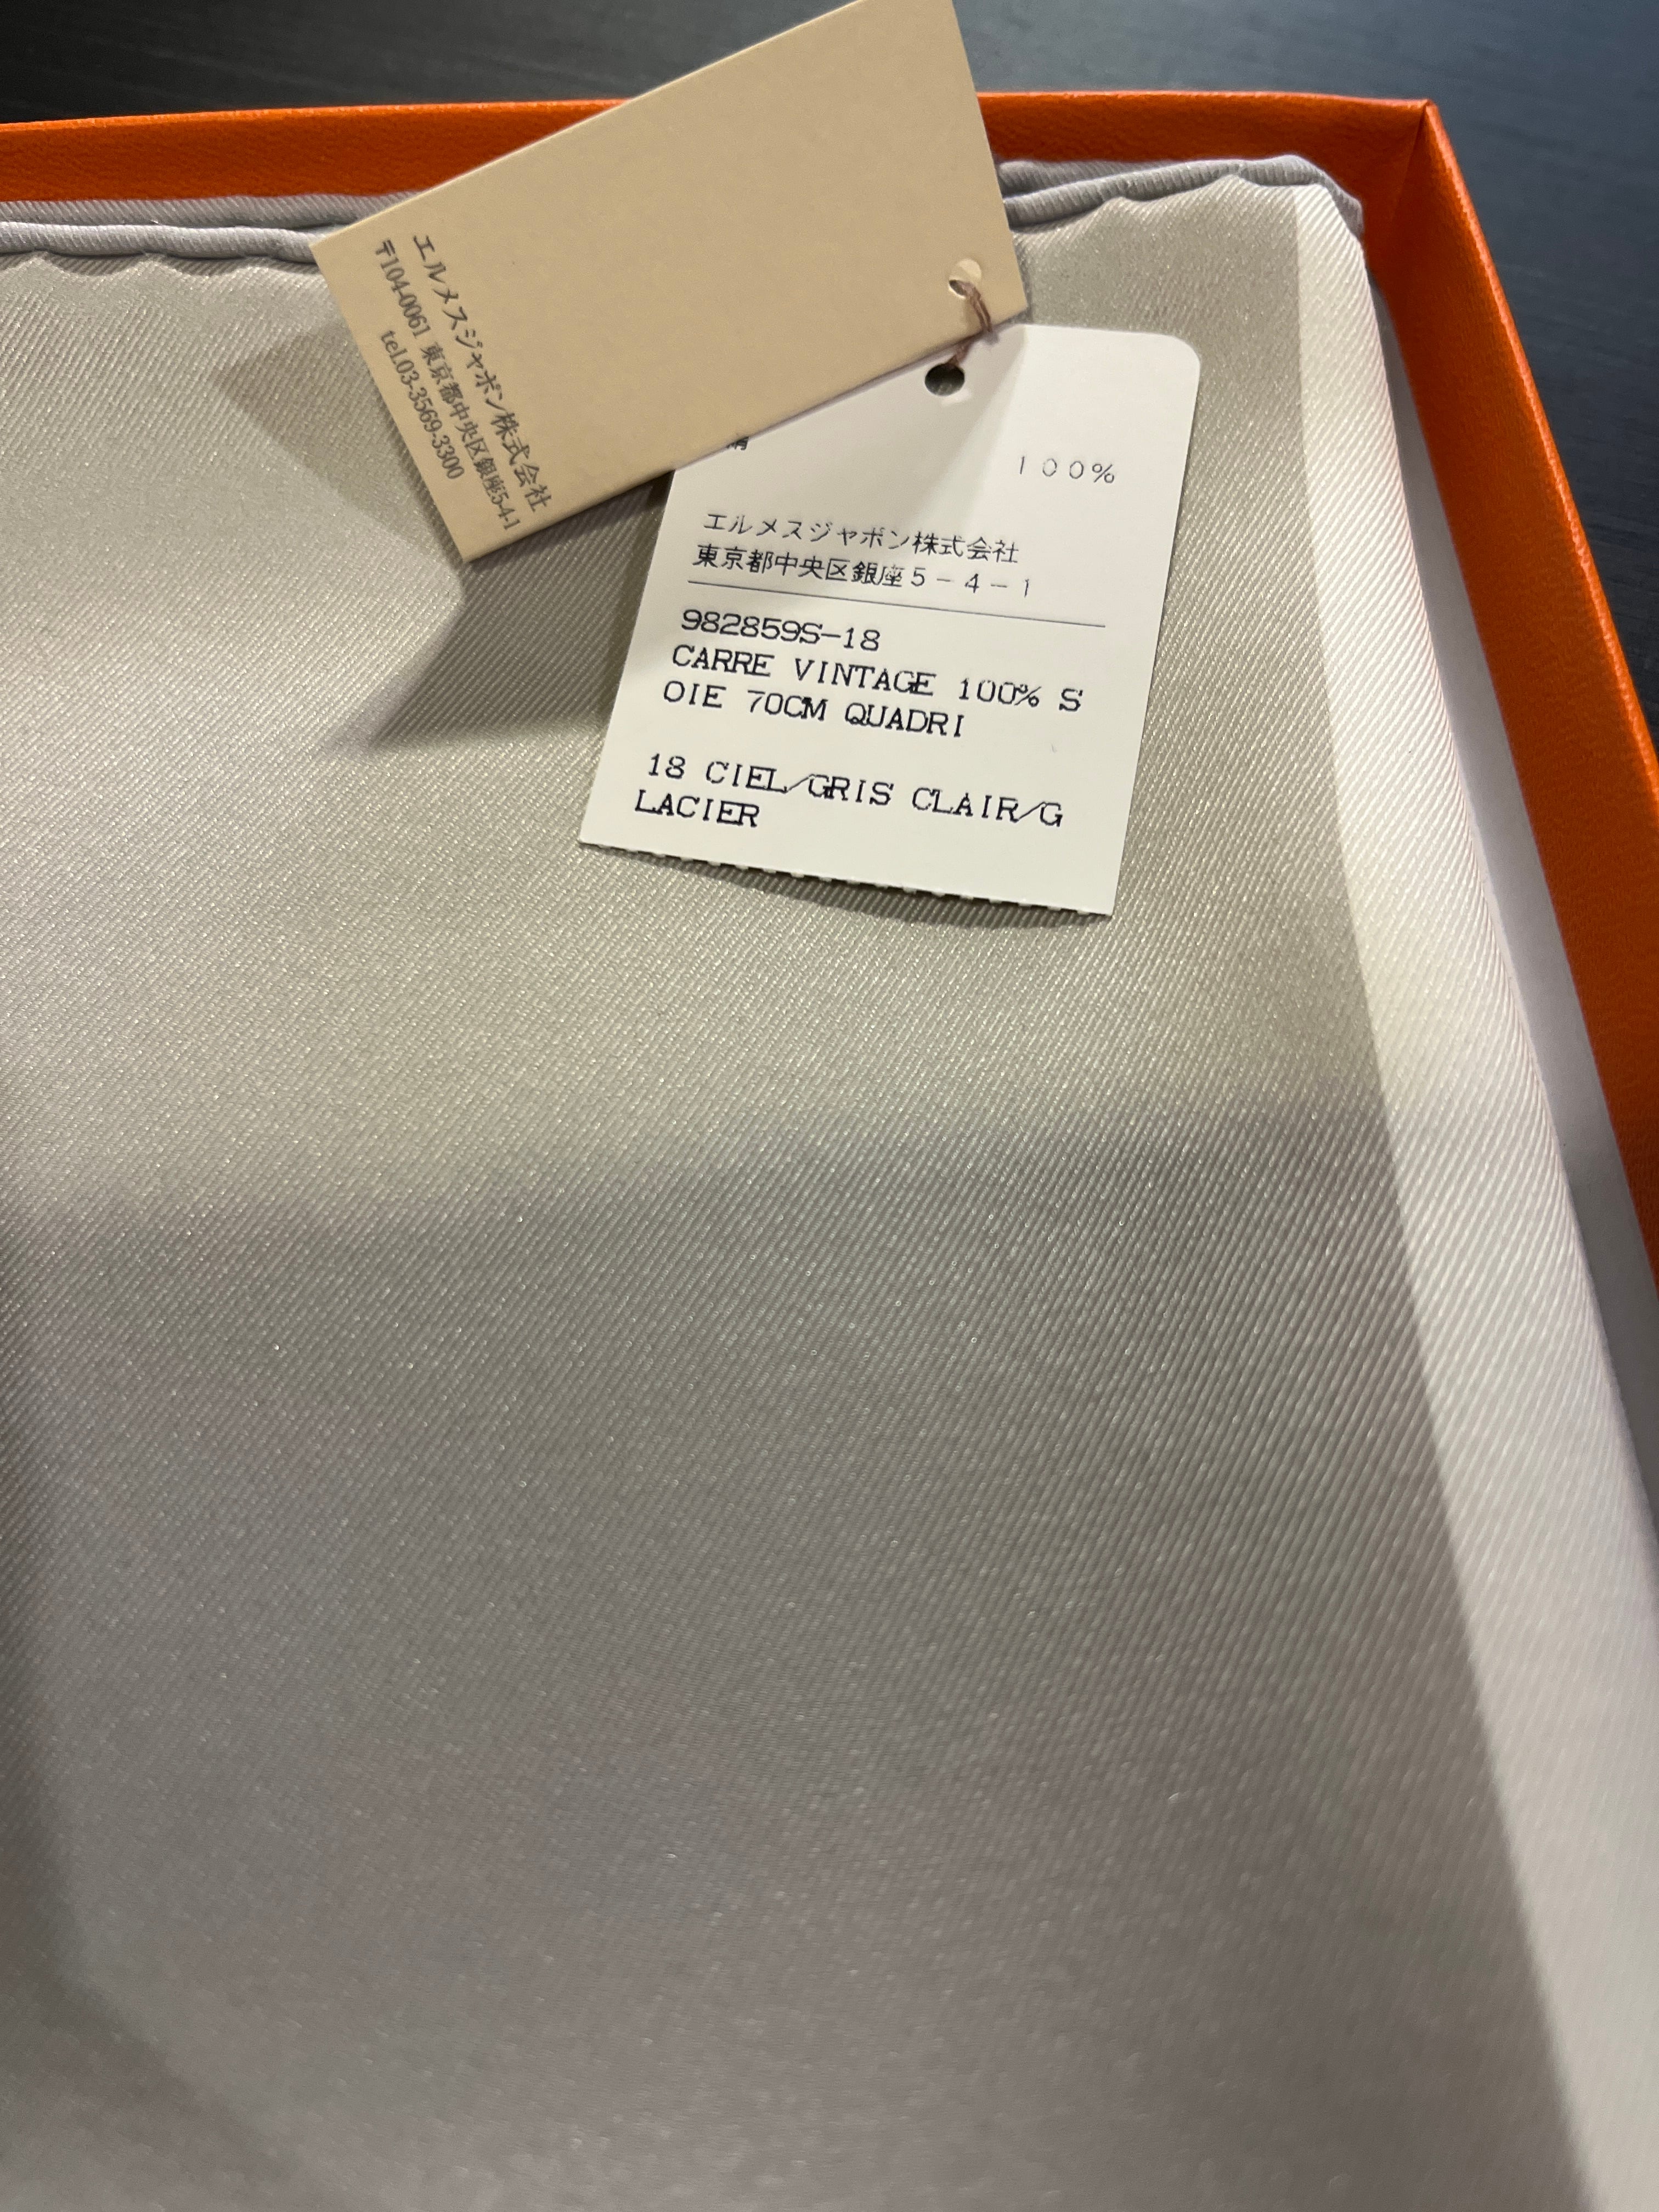 エルメスジャポン株式会社
〒104-0061 東京都中央区銀座5-4-1
tel.03-3569-3300
100%
エルメスジャポン株式会社
東京都中央区銀座5-4-1
982859S-18
CARRE VINTAGE 100% S
OIE 70CM QUADRI
18 CIEL/GRIS CLAIR/G
LACIER